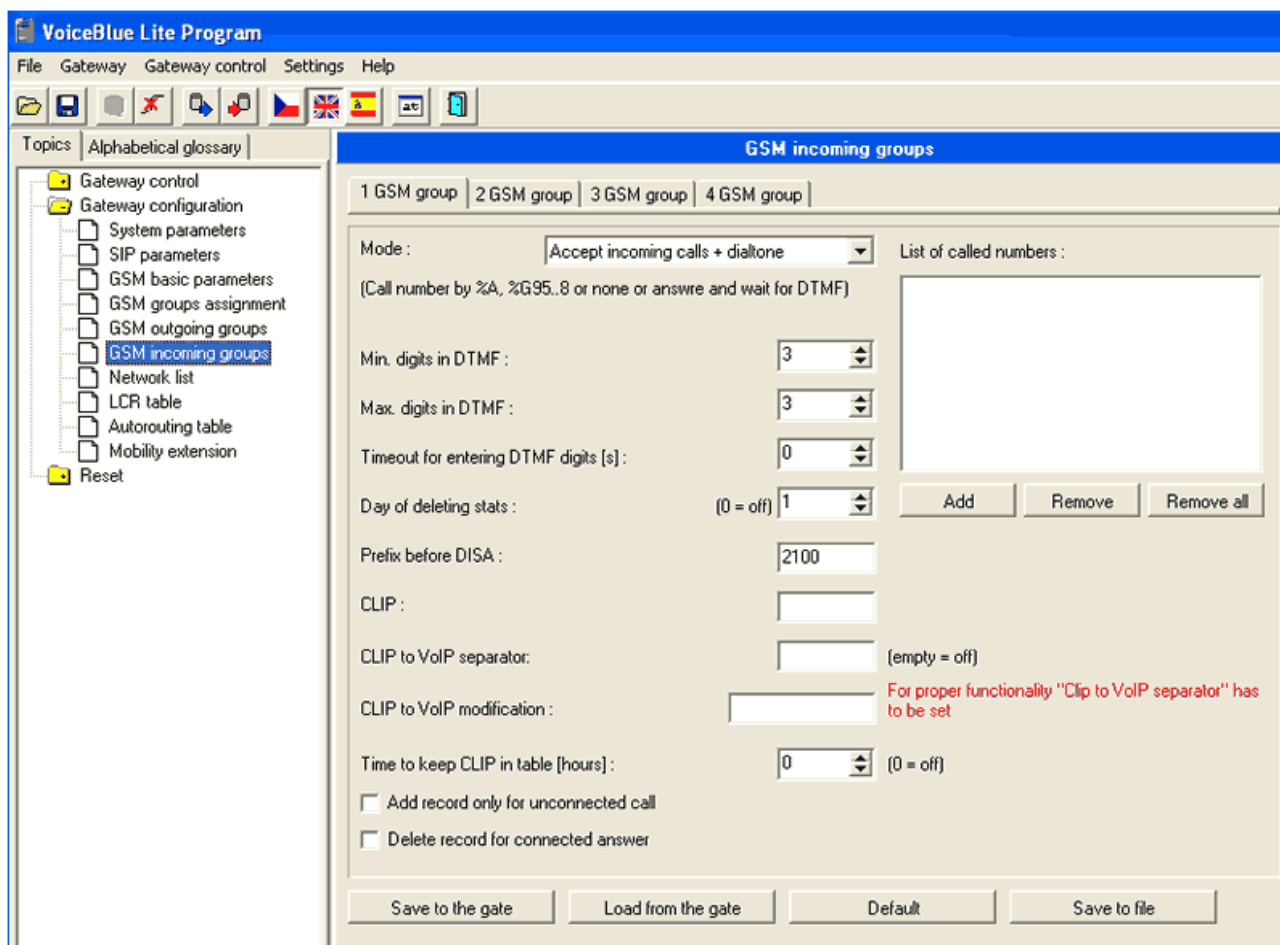 VoiceBlue Lite Program
File Gateway Gateway control Settings Help
at
Topics Alphabetical glossary
Gateway control
Gateway configuration
System parameters
SIP parameters
GSM basic parameters
GSM groups assignment
GSM outgoing groups
GSM incoming groups
Network list
LCR table
Autorouting table
Mobility extension
Reset
GSM incoming groups
1 GSM group 2 GSM group 3 GSM group 4 GSM group
Mode : Accept incoming calls + dialtone
(Call number by %A, %G95..8 or none or answre and wait for DTMF)
Min. digits in DTMF : 3
Max. digits in DTMF : 3
Timeout for entering DTMF digits [s] : 0
Day of deleting stats : (0 = off) 1
Prefix before DISA : 2100
CLIP :
CLIP to VoIP separator: (empty = off)
CLIP to VoIP modification :
For proper functionality "Clip to VoIP separator" has
to be set
Time to keep CLIP in table [hours] : 0 (0 = off)
Add record only for unconnected call
Delete record for connected answer
List of called numbers :
Add Remove Remove all
Save to the gate Load from the gate Default Save to file